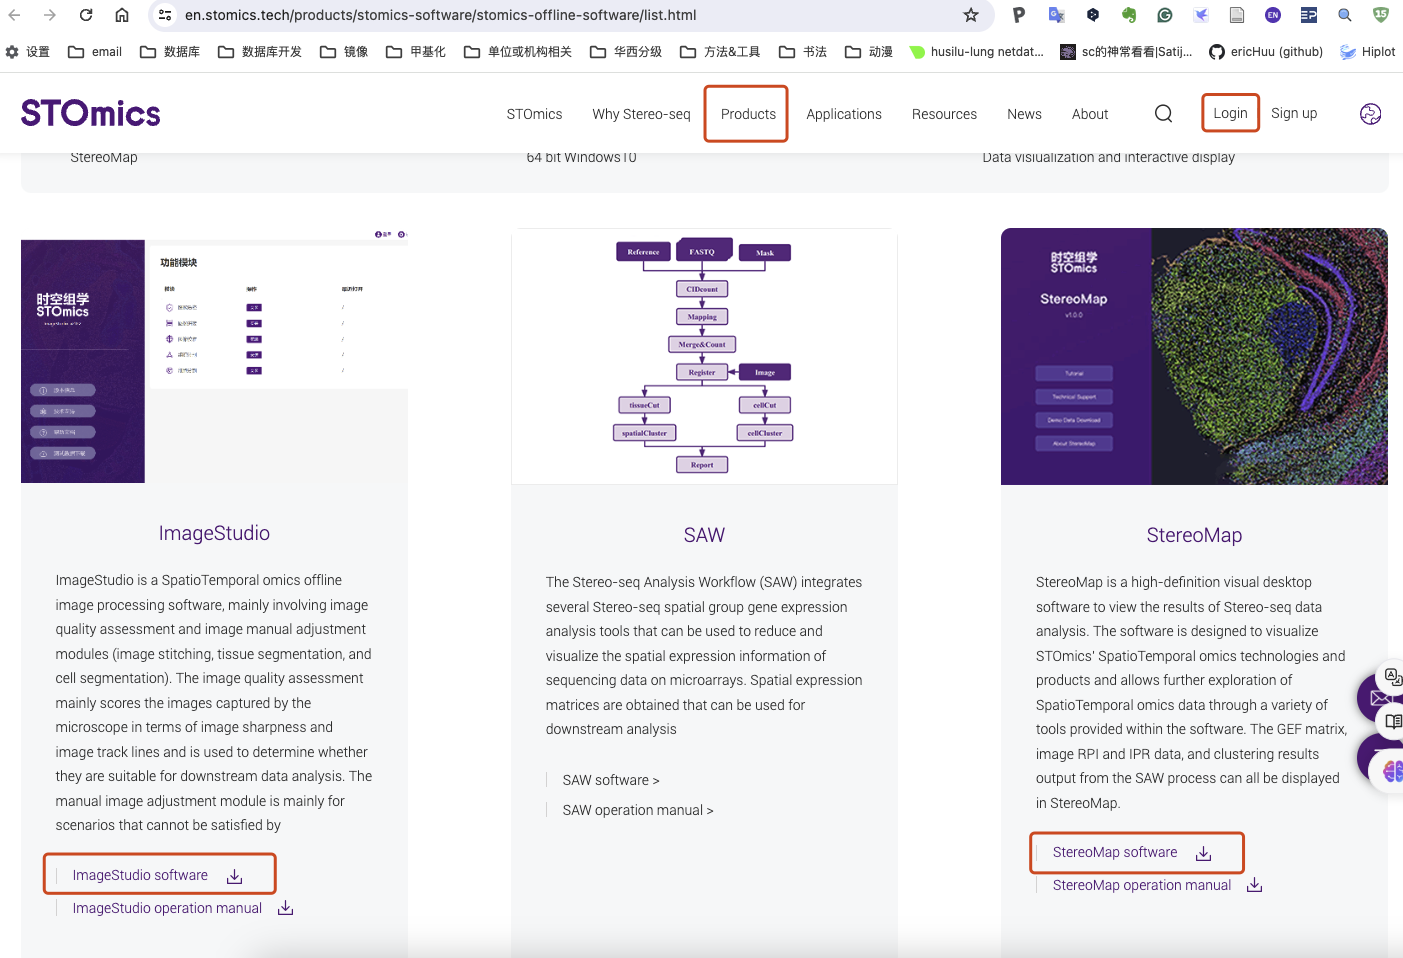 en.stomics.tech/products/stomics-software/stomics-offline-software/list.html
设置 email 数据库 数据库开发 镜像 甲基化 单位或机构相关 华西分级 方法&工具 书法 动漫 husilu-lung netdat... sc的神常看看|Satij... ericHuu (github) Hiplot
STOmics
STOmics Why Stereo-seq Products Applications Resources News About Login Sign up
StereoMap 64 bit Windows10 Data visiualization and interactive display
功能模块
时空组学
STOmics
Reference FASTQ Mask
CIDcount
Mapping
Merge&Count
Register Image
tissueCut cellCut
spatialCluster cellCluster
Report
时空组学
STOmics
StereoMap
v1.0.0
Tutorial
Technical Support
Demo Data Download
About StereoMap
ImageStudio
ImageStudio is a SpatioTemporal omics offline
image processing software, mainly involving image
quality assessment and image manual adjustment
modules (image stitching, tissue segmentation, and
cell segmentation). The image quality assessment
mainly scores the images captured by the
microscope in terms of image sharpness and
image track lines and is used to determine whether
they are suitable for downstream data analysis. The
manual image adjustment module is mainly for
scenarios that cannot be satisfied by
ImageStudio software
ImageStudio operation manual
SAW
The Stereo-seq Analysis Workflow (SAW) integrates
several Stereo-seq spatial group gene expression
analysis tools that can be used to reduce and
visualize the spatial expression information of
sequencing data on microarrays. Spatial expression
matrices are obtained that can be used for
downstream analysis
SAW software >
SAW operation manual >
StereoMap
StereoMap is a high-definition visual desktop
software to view the results of Stereo-seq data
analysis. The software is designed to visualize
STOmics' SpatioTemporal omics technologies and
products and allows further exploration of
SpatioTemporal omics data through a variety of
tools provided within the software. The GEF matrix,
image RPI and IPR data, and clustering results
output from the SAW process can all be displayed
in StereoMap.
StereoMap software
StereoMap operation manual